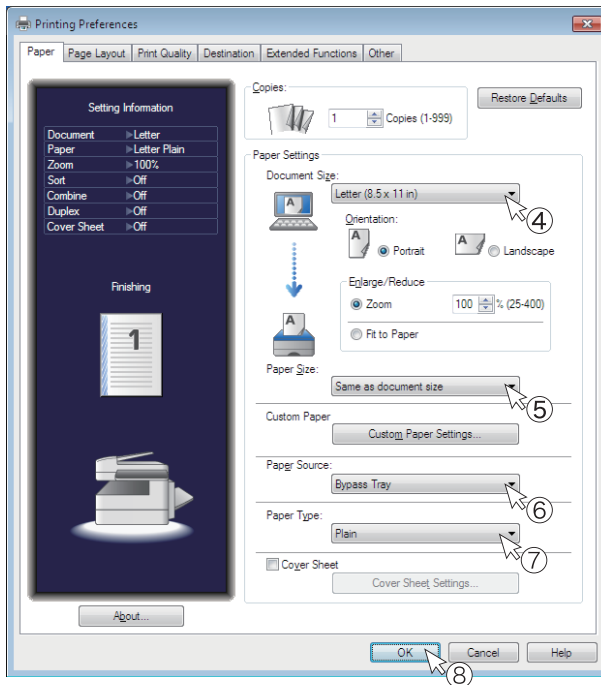 Printing Preferences
Paper Page Layout Print Quality Destination Extended Functions Other
Setting Information
Document Letter
Paper Letter Plain
Zoom 100%
Sort Off
Combine Off
Duplex Off
Cover Sheet Off
Finishing
1
About...
Copies:
1 Copies (1-999)
Restore Defaults
Paper Settings
Document Size:
A
Letter (8.5 x 11 in)
④
Orientation:
A Portrait A Landscape
Enlarge/Reduce
Zoom 100 % (25-400)
Fit to Paper
A
Paper Size:
Same as document size
⑤
Custom Paper
Custom Paper Settings...
Paper Source:
Bypass Tray
⑥
Paper Type:
Plain
⑦
Cover Sheet
Cover Sheet Settings...
OK Cancel Help
⑧